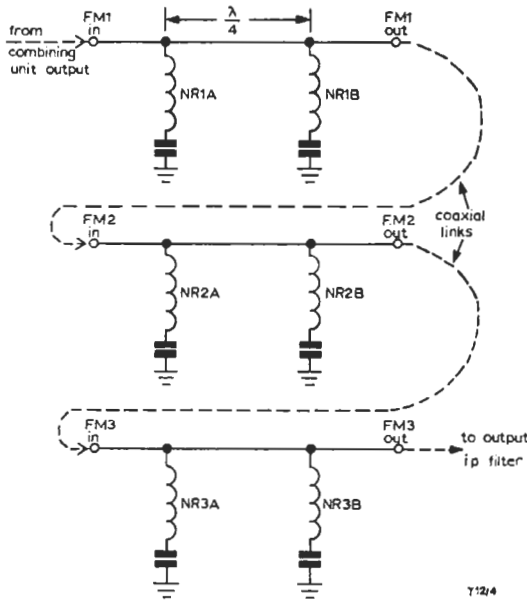 FM1
in
λ
4
FM1
out
from
combining
unit output
NR1A
NR1B
FM2
in
FM2
out
coaxial
links
NR2A
NR2B
FM3
in
FM3
out
to output
ip filter
NR3A
NR3B
T12/4